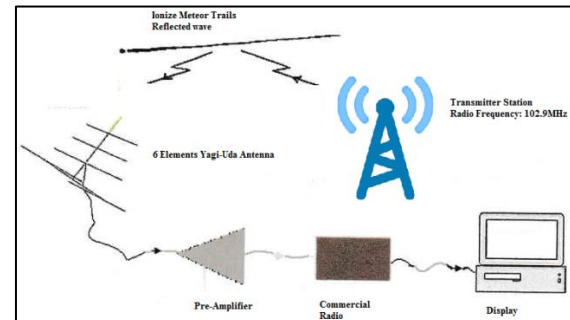 Ionize Meteor Trails
Reflected wave
Transmitter Station
Radio Frequency: 102.9MHz
6 Elements Yagi-Uda Antenna
Pre-Amplifier
Commercial
Radio
Display